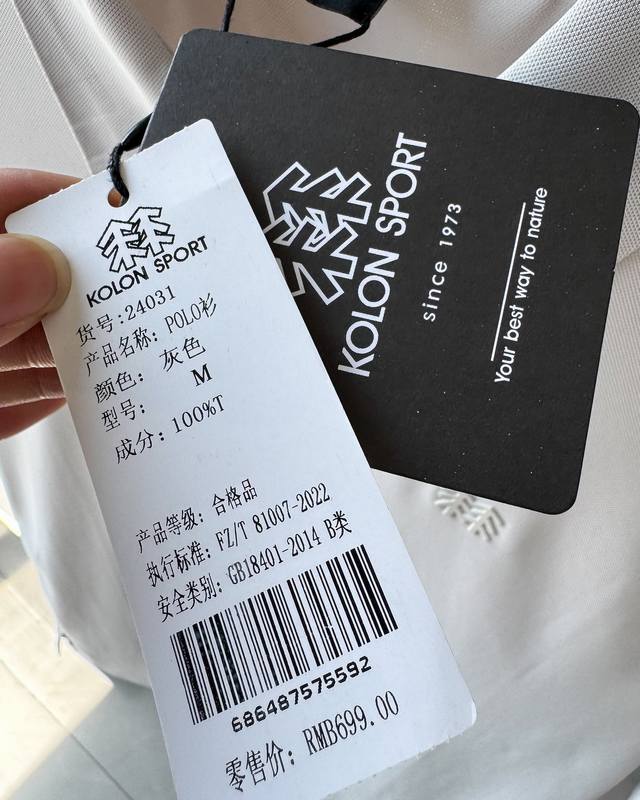 KOLON SPORT
货号:24031
产品名称: POLO衫
颜色: 灰色
型号: M
成分: 100%T
产品等级: 合格品
执行标准: FZ/T 81007-2022
安全类别: GB18401-2014 B类
686487575592
零售价: RMB699.00
KOLON SPORT
since 1973
Your best way to nature